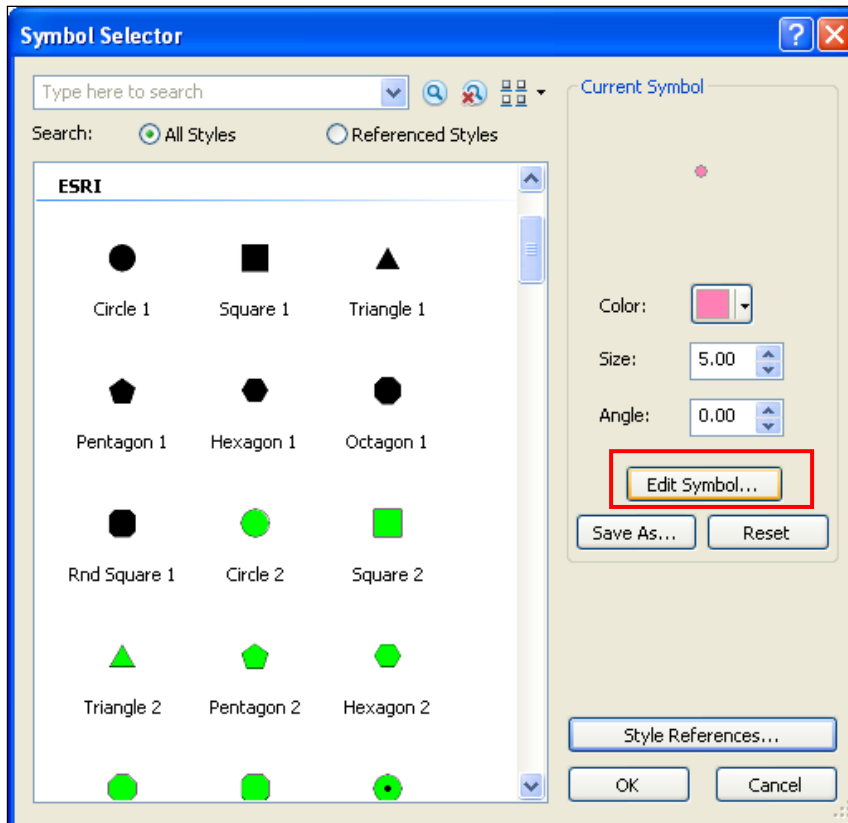 Symbol Selector
Type here to search
Search: All Styles Referenced Styles
ESRI
Circle 1 Square 1 Triangle 1
Pentagon 1 Hexagon 1 Octagon 1
Rnd Square 1 Circle 2 Square 2
Triangle 2 Pentagon 2 Hexagon 2
Current Symbol
Color:
Size: 5.00
Angle: 0.00
Edit Symbol...
Save As... Reset
Style References...
OK Cancel